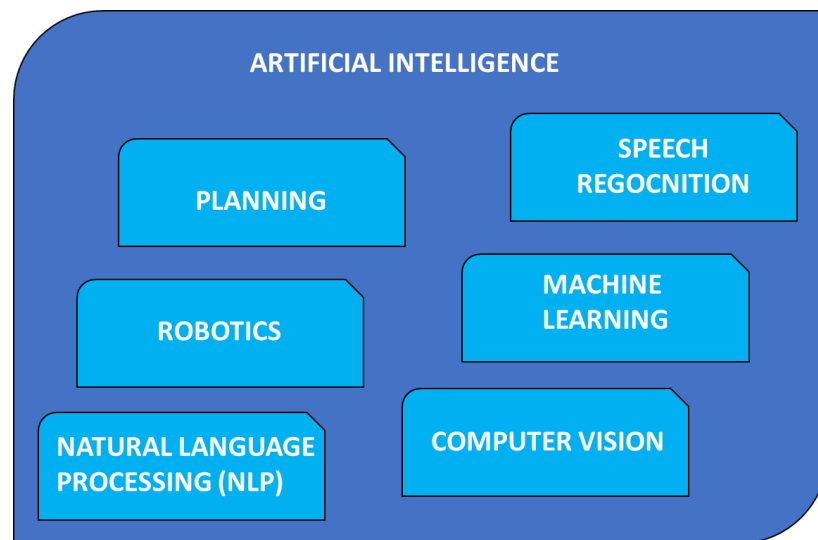 ARTIFICIAL INTELLIGENCE
PLANNING
SPEECH
REGOCNITION
ROBOTICS
MACHINE
LEARNING
NATURAL LANGUAGE
PROCESSING (NLP)
COMPUTER VISION